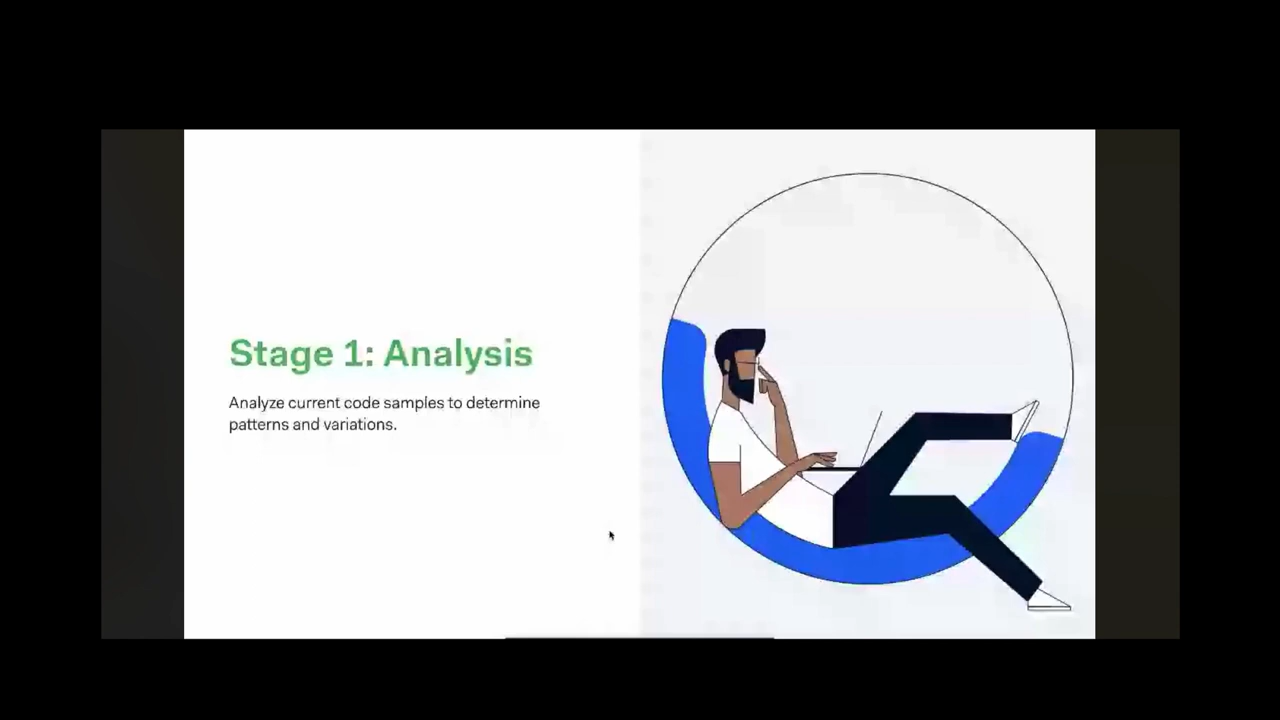 Stage 1: Analysis
Analyze current code samples to determine
patterns and variations.